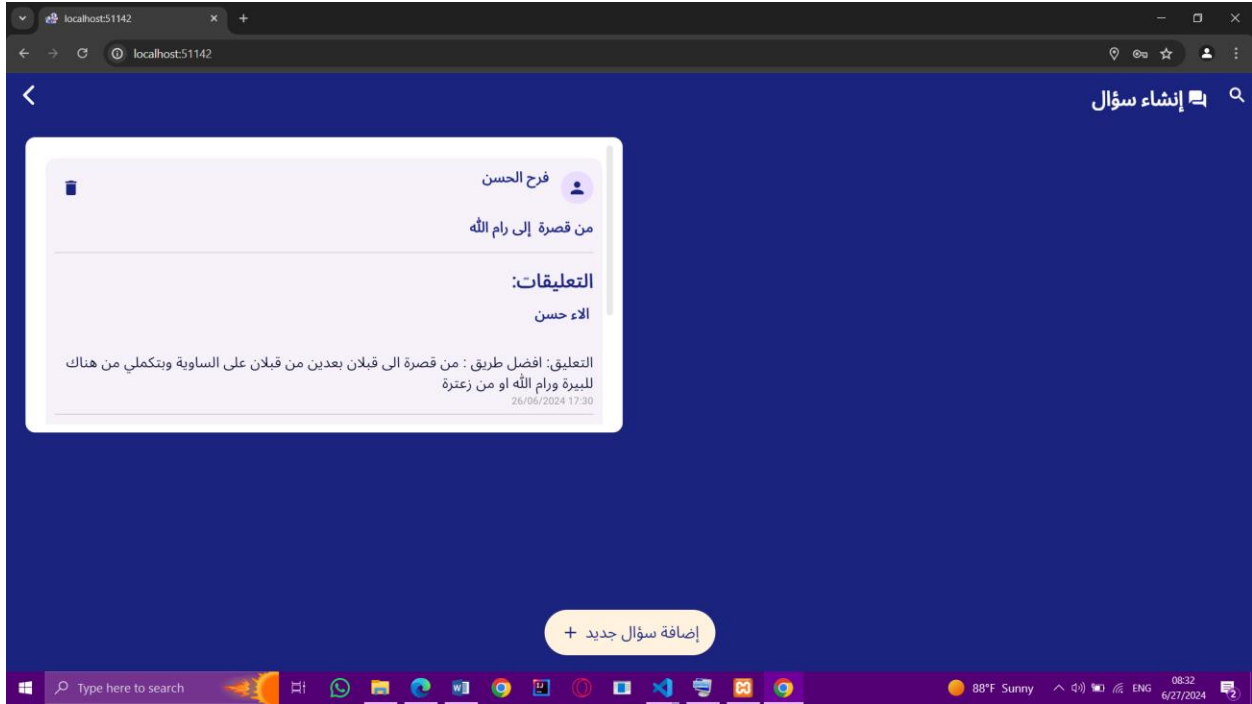 localhost:51142
localhost:51142
إنشاء سؤال
فرح الحسن
من قصرة إلى رام الله
التعليقات:
الاء حسن
التعليق: افضل طريق : من قصرة الى قبلان بعدين من قبلان على الساوية وبتكملي من هناك
للبيرة ورام الله او من زعترة
26/06/2024 17:30
إضافة سؤال جديد +
Type here to search
88°F Sunny
ENG
08:32
6/27/2024
2